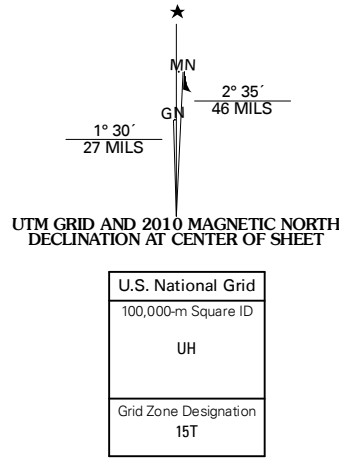 ★
MN
GN
2° 35´
46 MILS
1° 30´
27 MILS
UTM GRID AND 2010 MAGNETIC NORTH
DECLINATION AT CENTER OF SHEET
U.S. National Grid
100,000-m Square ID
UH
Grid Zone Designation
15T